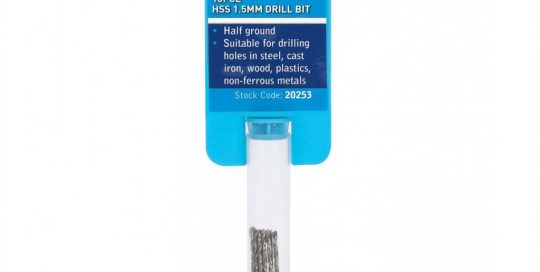 HSS 1.5MM DRILL BIT
• Half ground
• Suitable for drilling
holes in steel, cast
iron, wood, plastics,
non-ferrous metals
Stock Code: 20253